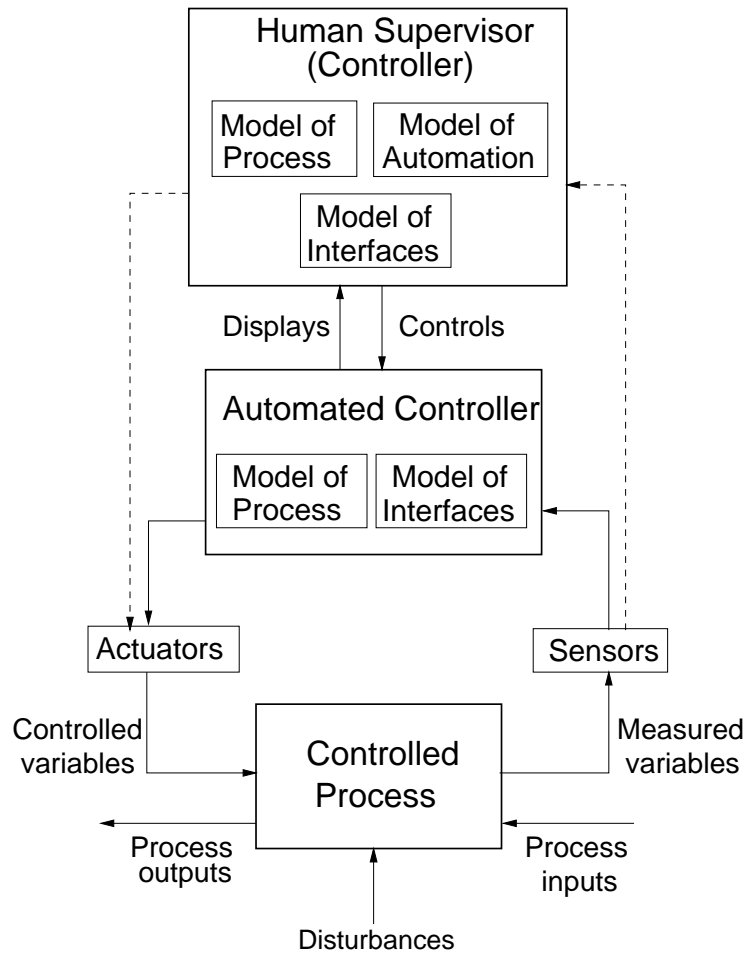 Human Supervisor
(Controller)
Model of
Process
Model of
Automation
Model of
Interfaces
Displays
Controls
Automated Controller
Model of
Process
Model of
Interfaces
Actuators
Sensors
Controlled
variables
Controlled
Process
Measured
variables
Process
outputs
Process
inputs
Disturbances